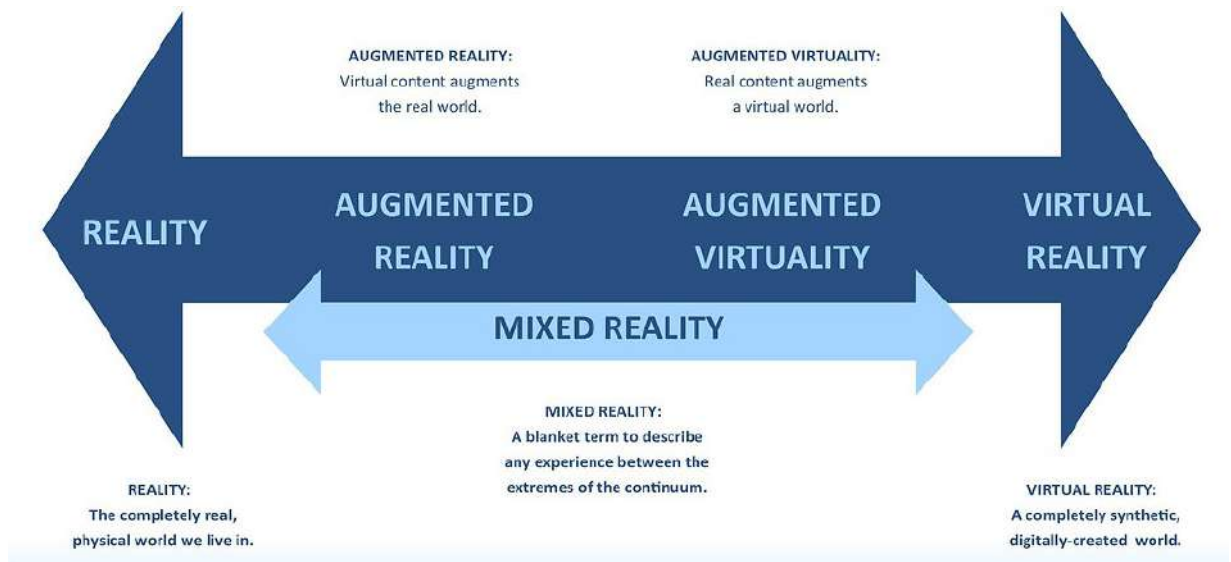 AUGMENTED REALITY:
Virtual content augments
the real world.
AUGMENTED VIRTUALITY:
Real content augments
a virtual world.
REALITY
AUGMENTED
REALITY
AUGMENTED
VIRTUALITY
VIRTUAL
REALITY
MIXED REALITY
MIXED REALITY:
A blanket term to describe
any experience between the
extremes of the continuum.
REALITY:
The completely real,
physical world we live in.
VIRTUAL REALITY:
A completely synthetic,
digitally-created world.